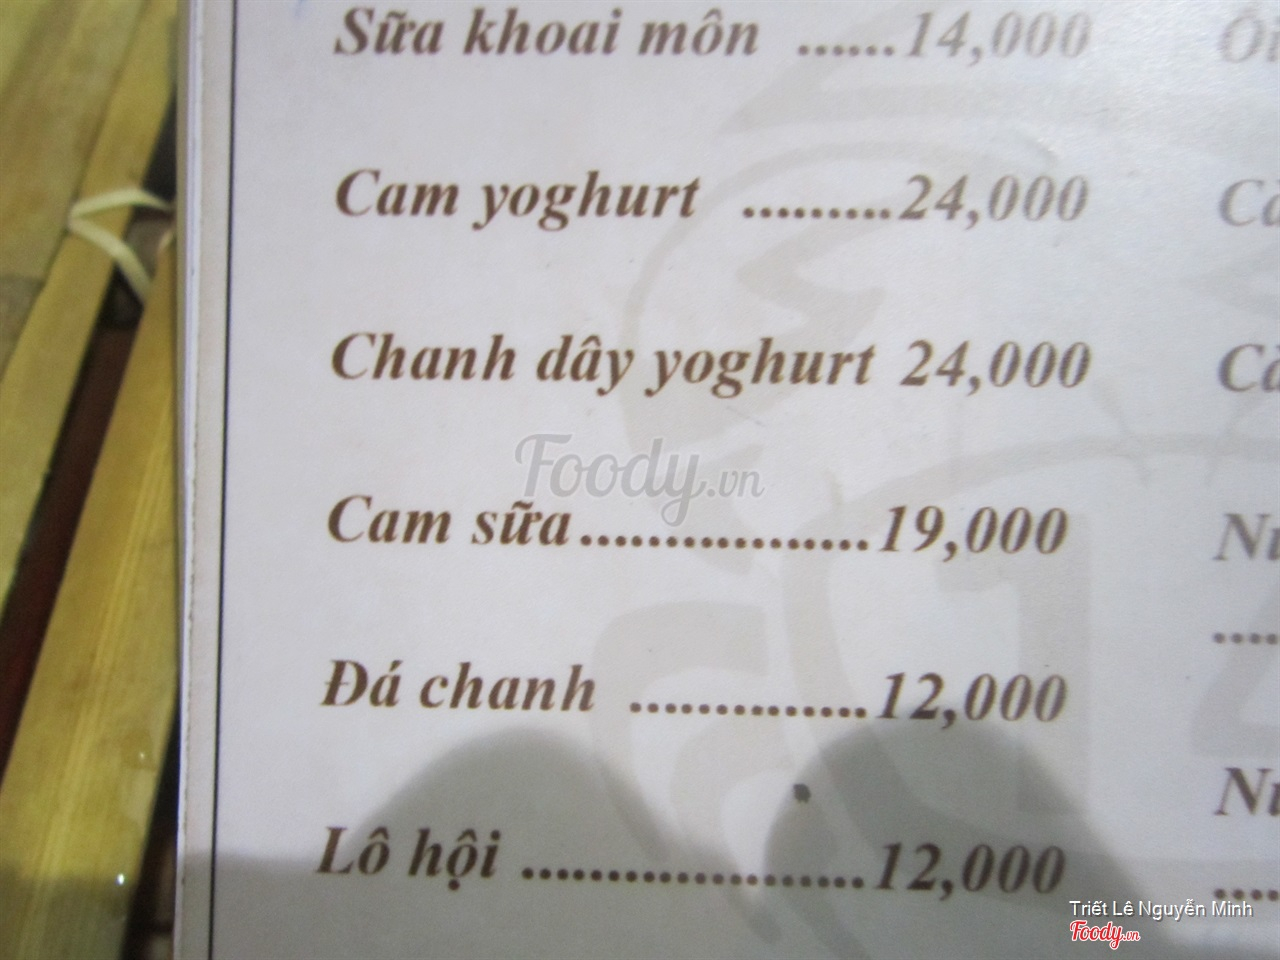 Sữa khoai môn ......14,000
Cam yoghurt .........24,000
Chanh dây yoghurt 24,000
Foody.vn
Cam sữa.................19,000
Đá chanh ..............12,000
Lô hội ....................12,000
Triết Lê Nguyễn Minh
Foody.vn